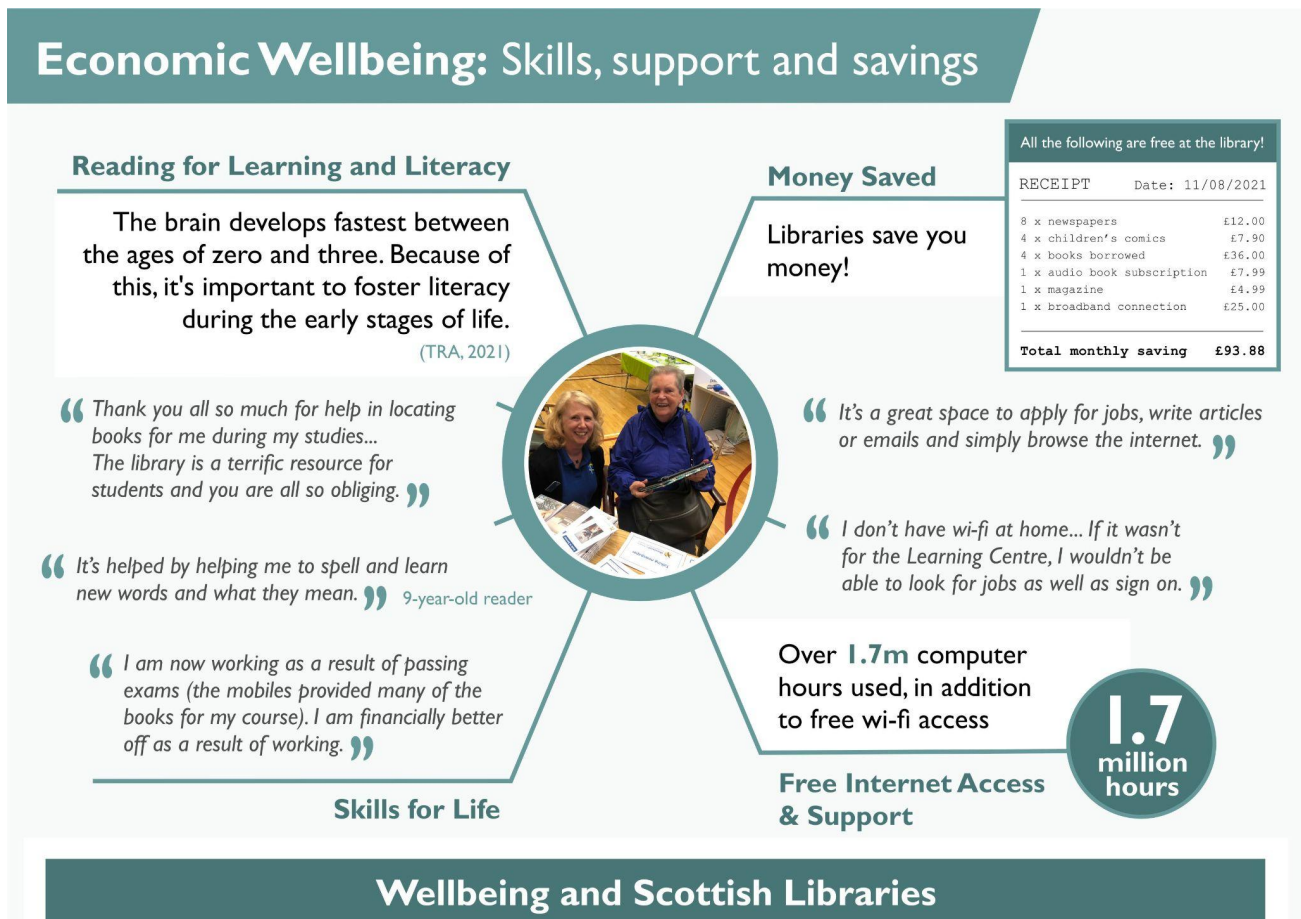 Economic Wellbeing: Skills, support and savings
Reading for Learning and Literacy
The brain develops fastest between
the ages of zero and three. Because of
this, it's important to foster literacy
during the early stages of life.
(TRA, 2021)
“ Thank you all so much for help in locating
books for me during my studies...
The library is a terrific resource for
students and you are all so obliging. ”
“ It’s helped by helping me to spell and learn
new words and what they mean. ” 9-year-old reader
“ I am now working as a result of passing
exams (the mobiles provided many of the
books for my course). I am financially better
off as a result of working. ”
Skills for Life
Money Saved
Libraries save you
money!
All the following are free at the library!
RECEIPT Date: 11/08/2021
8 x newspapers £12.00
4 x children’s comics £7.90
4 x books borrowed £36.00
1 x audio book subscription £7.99
1 x magazine £4.99
1 x broadband connection £25.00
Total monthly saving £93.88
“ It’s a great space to apply for jobs, write articles
or emails and simply browse the internet. ”
“ I don’t have wi-fi at home... If it wasn’t
for the Learning Centre, I wouldn’t be
able to look for jobs as well as sign on. ”
Over 1.7m computer
hours used, in addition
to free wi-fi access
1.7
million
hours
Free Internet Access
& Support
Wellbeing and Scottish Libraries